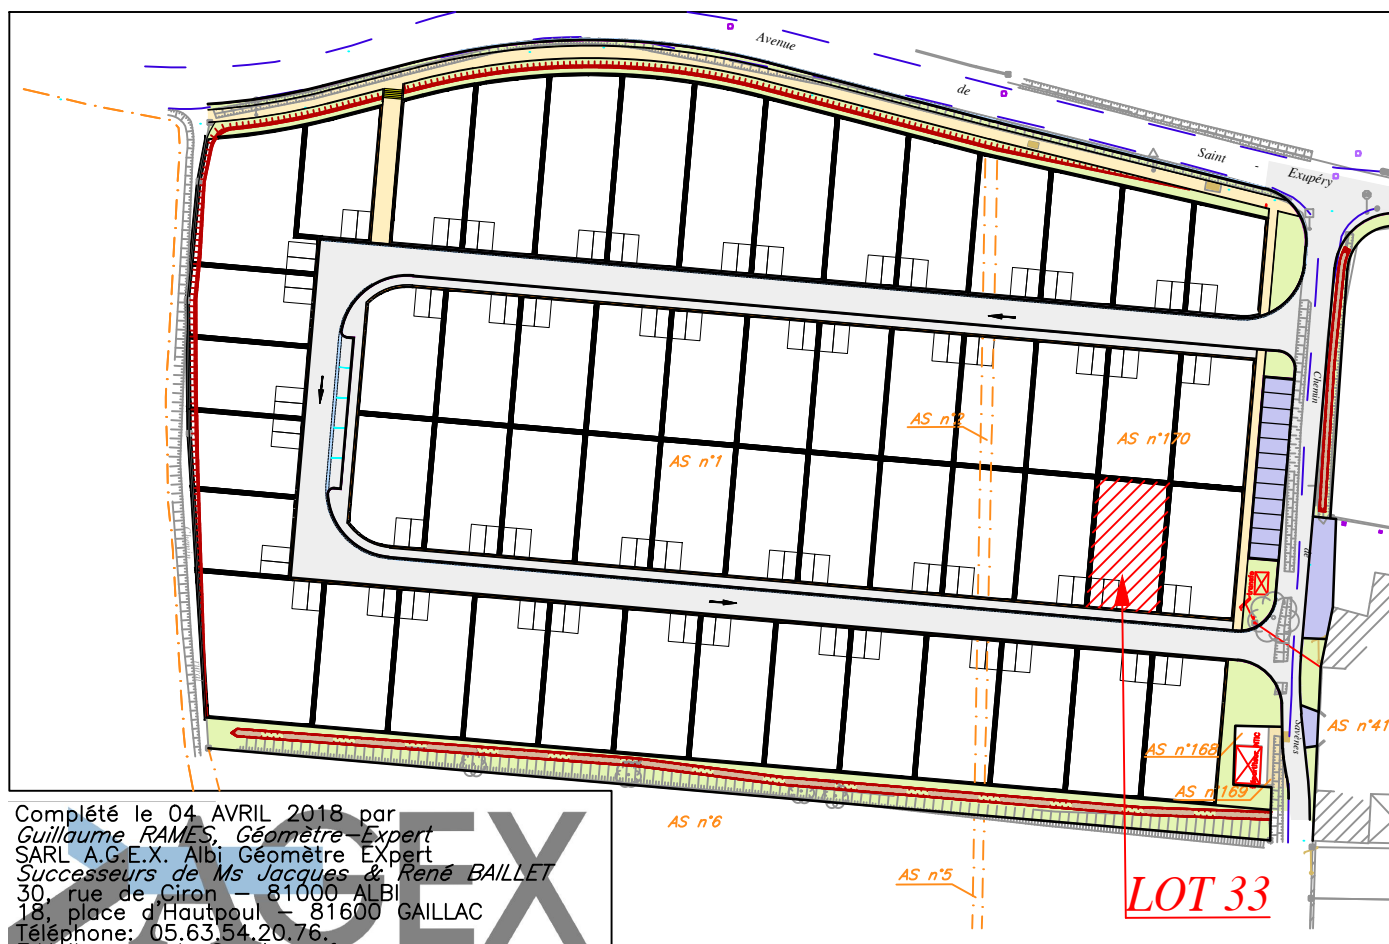 Avenue
de
Saint
-
Exupéry
Chemin
de
Savènes
AS n°2
AS n°170
AS n°1
AS n°41
AS n°168
AS n°169
AS n°6
AS n°5
LOT 33
Complété le 04 AVRIL 2018 par
Guillaume RAMES, Géomètre-Expert
SARL A.G.E.X. Albi Géomètre Expert
Successeurs de Ms Jacques & René BAILLET
30, rue de Ciron - 81000 ALBI
18, place d'Hautpoul - 81600 GAILLAC
Téléphone: 05.63.54.20.76.
AGEX